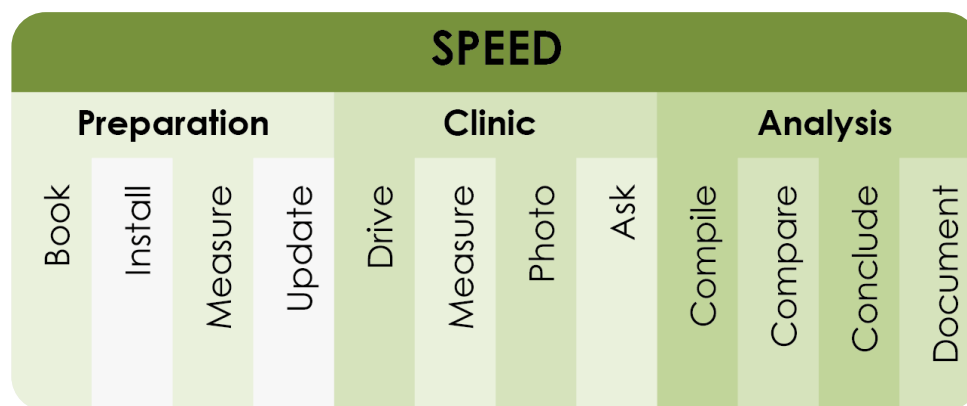 SPEED
Preparation
Clinic
Analysis
Book
Install
Measure
Update
Drive
Measure
Photo
Ask
Compile
Compare
Conclude
Document